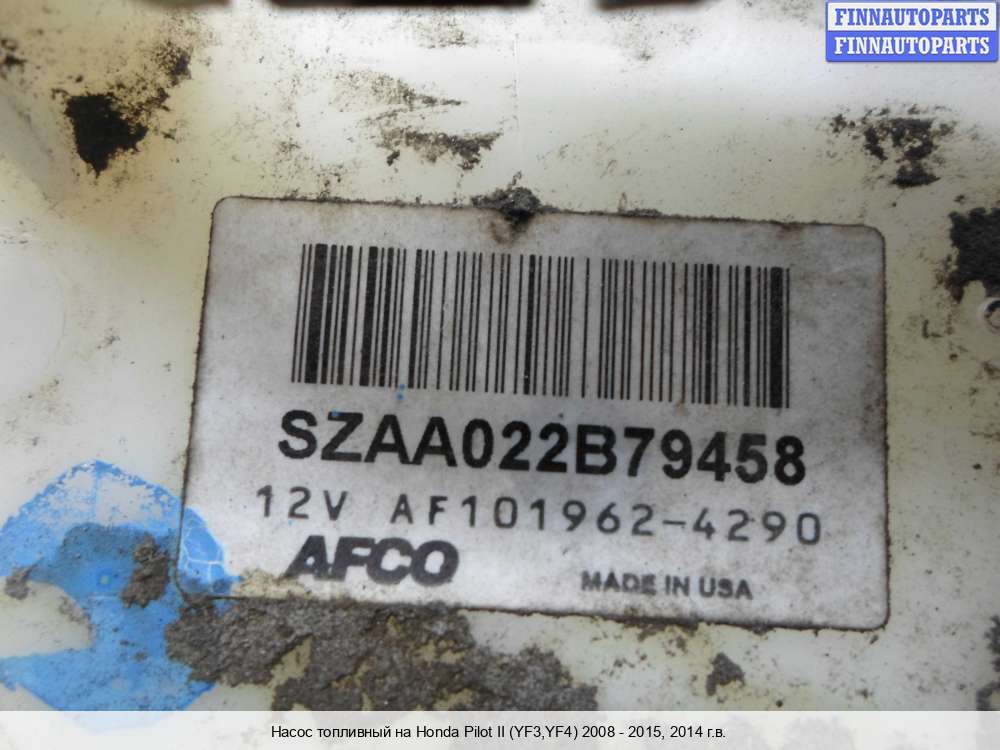 FINNAUTOPARTS
FINNAUTOPARTS
SZAA022B79458
12V AF101962-4290
AFCO
MADE IN USA
Насос топливный на Honda Pilot II (YF3,YF4) 2008 - 2015, 2014 г.в.